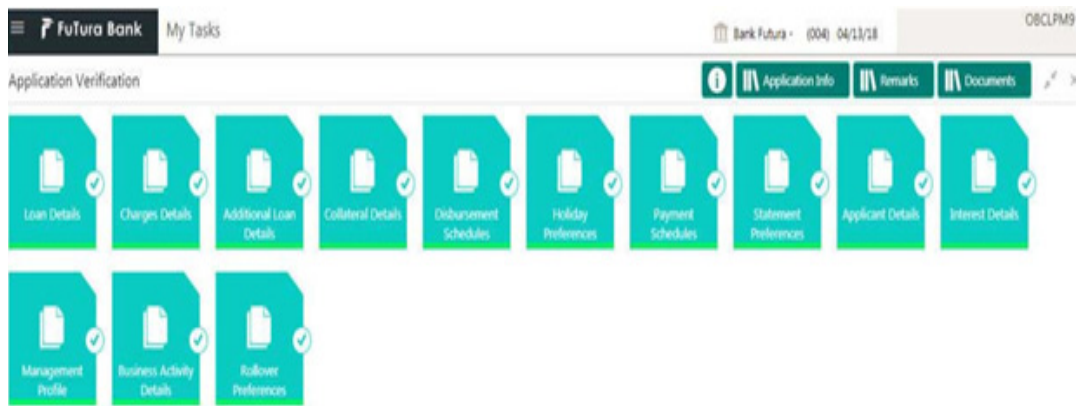 FuTura Bank My Tasks Bank Futura - (004) 04/13/18 OBCLPM9
Application Verification i Application Info Remarks Documents
Loan Details
Charges Details
Additional Loan
Details
Collateral Details
Disbursement
Schedules
Holiday
Preferences
Payment
Schedules
Statement
Preferences
Applicant Details
Interest Details
Management
Profile
Business Activity
Details
Rollover
Preferences